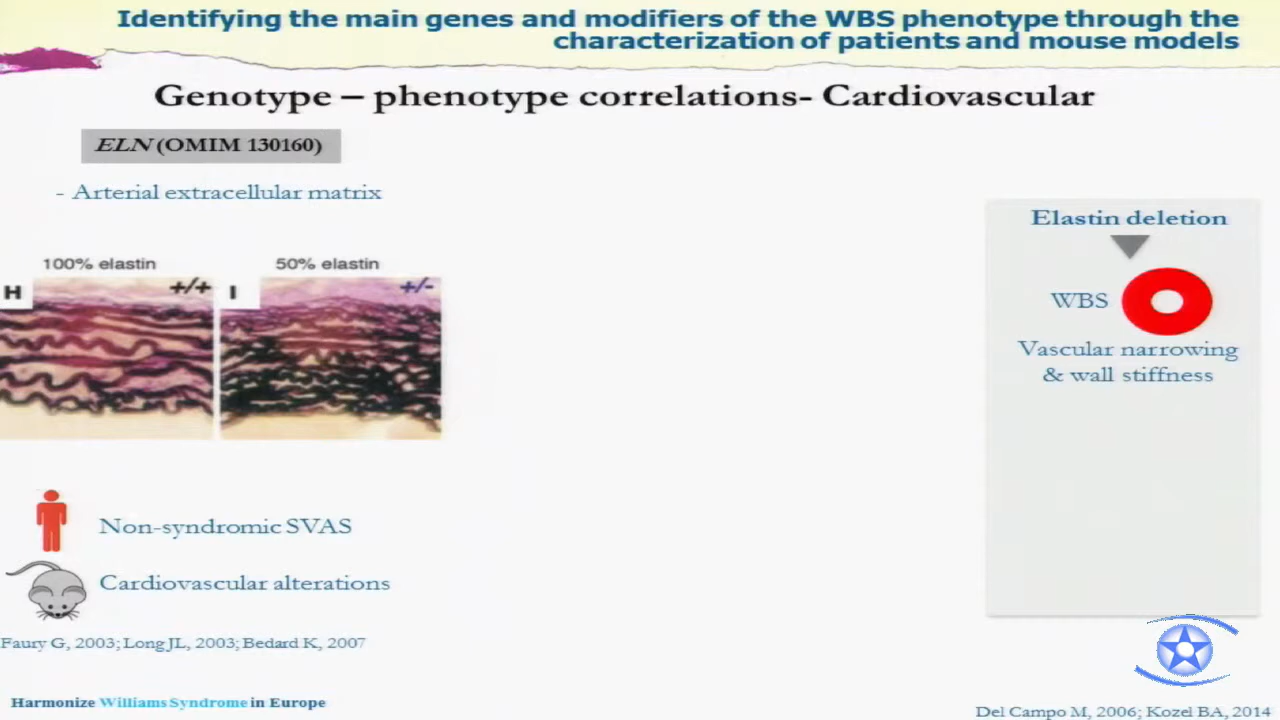 Identifying the main genes and modifiers of the WBS phenotype through the
characterization of patients and mouse models
Genotype – phenotype correlations- Cardiovascular
ELN (OMIM 130160)
- Arterial extracellular matrix
100% elastin
50% elastin
H
+/+
I
+/-
Elastin deletion
WBS
Vascular narrowing
& wall stiffness
Non-syndromic SVAS
Cardiovascular alterations
Faury G, 2003; Long JL, 2003; Bedard K, 2007
Harmonize Williams Syndrome in Europe
Del Campo M, 2006; Kozel BA, 2014